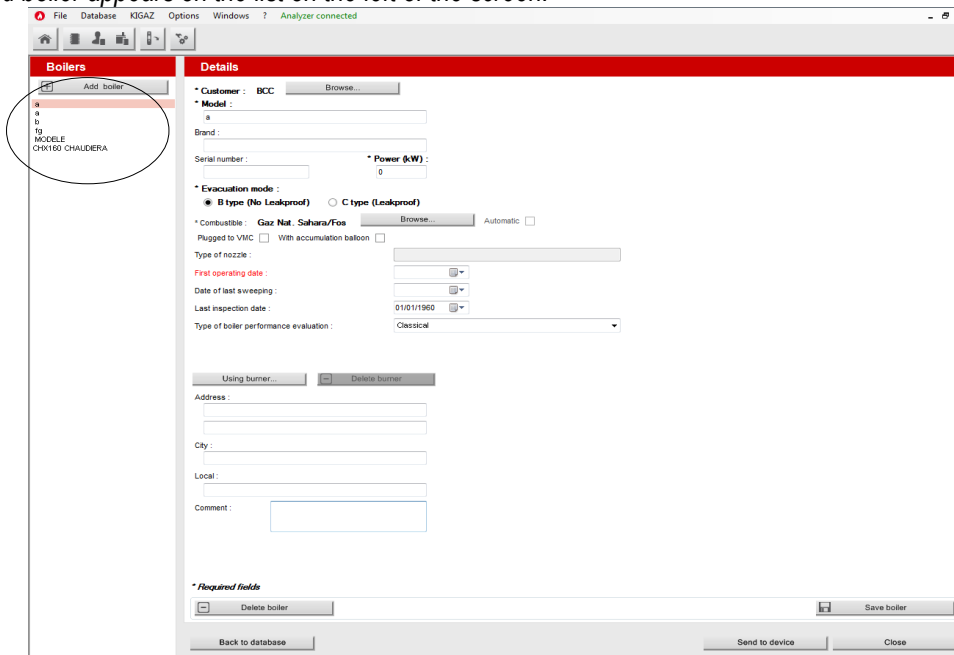 a boiler appears on the list on the left of the screen.
File Database KIGAZ Options Windows ? Analyzer connected
Boilers
Details
Add boiler
a
a
b
fg
MODELE
CHX160 CHAUDIERA
* Customer : BCC Browse...
* Model :
a
Brand :
Serial number : * Power (kW) :
0
* Evacuation mode :
B type (No Leakproof) C type (Leakproof)
* Combustible : Gaz Nat. Sahara/Fos Browse... Automatic
Plugged to VMC With accumulation balloon
Type of nozzle :
First operating date :
Date of last sweeping :
Last inspection date : 01/01/1960
Type of boiler performance evaluation : Classical
Using burner... Delete burner
Address :
City :
Local :
Comment :
* Required fields
Delete boiler Save boiler
Back to database Send to device Close